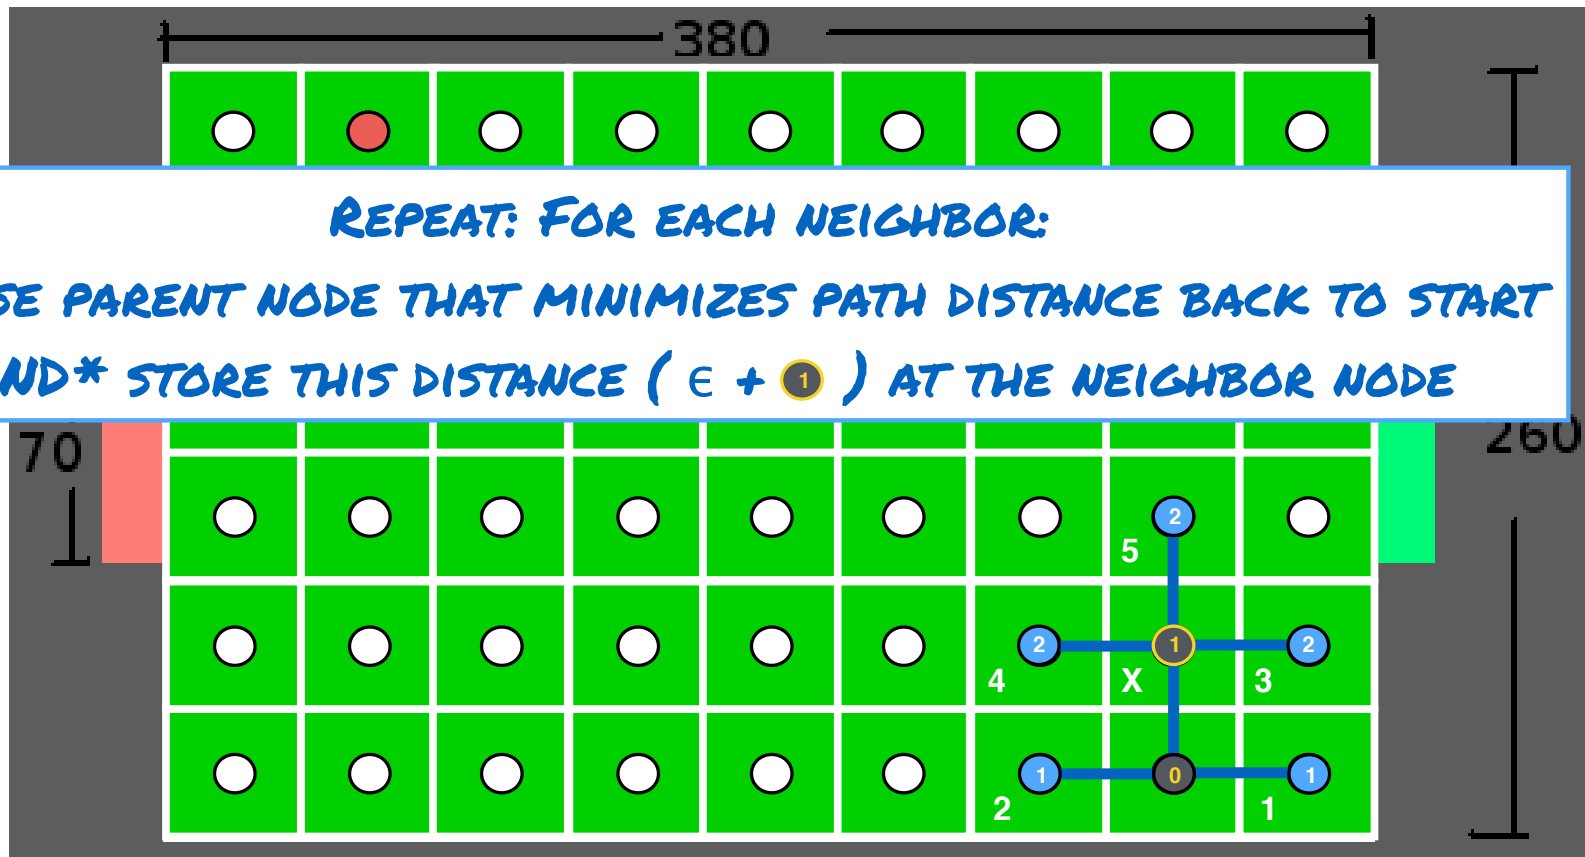 380
REPEAT: FOR EACH NEIGHBOR:
SE PARENT NODE THAT MINIMIZES PATH DISTANCE BACK TO START
ND* STORE THIS DISTANCE ( ϵ + 1 ) AT THE NEIGHBOR NODE
70
260
2
5
2 1 2
4 X 3
1 0 1
2 1